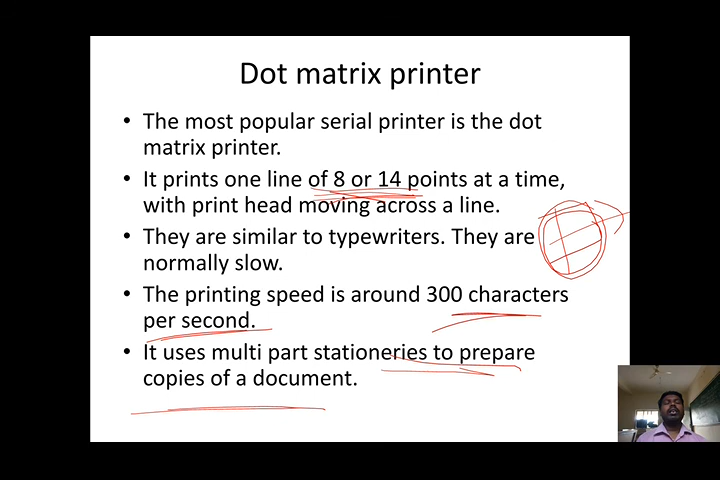 Dot matrix printer
• The most popular serial printer is the dot
matrix printer.
• It prints one line of 8 or 14 points at a time,
with print head moving across a line.
• They are similar to typewriters. They are
normally slow.
• The printing speed is around 300 characters
per second.
• It uses multi part stationeries to prepare
copies of a document.